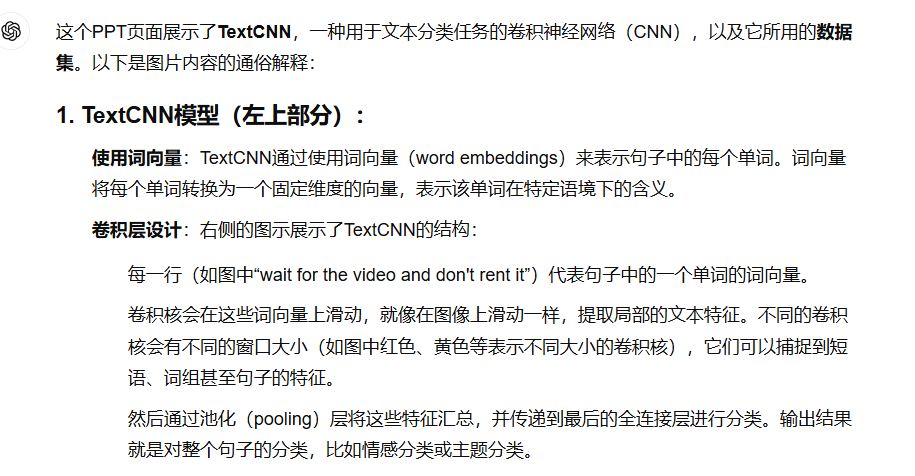 这个PPT页面展示了TextCNN，一种用于文本分类任务的卷积神经网络（CNN），以及它所用的数据
集。以下是图片内容的通俗解释：
1. TextCNN模型（左上部分）：
使用词向量：TextCNN通过使用词向量（word embeddings）来表示句子中的每个单词。词向量
将每个单词转换为一个固定维度的向量，表示该单词在特定语境下的含义。
卷积层设计：右侧的图示展示了TextCNN的结构：
每一行（如图中“wait for the video and don't rent it”）代表句子中的一个单词的词向量。
卷积核会在这些词向量上滑动，就像在图像上滑动一样，提取局部的文本特征。不同的卷积
核会有不同的窗口大小（如图中红色、黄色等表示不同大小的卷积核），它们可以捕捉到短
语、词组甚至句子的特征。
然后通过池化（pooling）层将这些特征汇总，并传递到最后的全连接层进行分类。输出结果
就是对整个句子的分类，比如情感分类或主题分类。